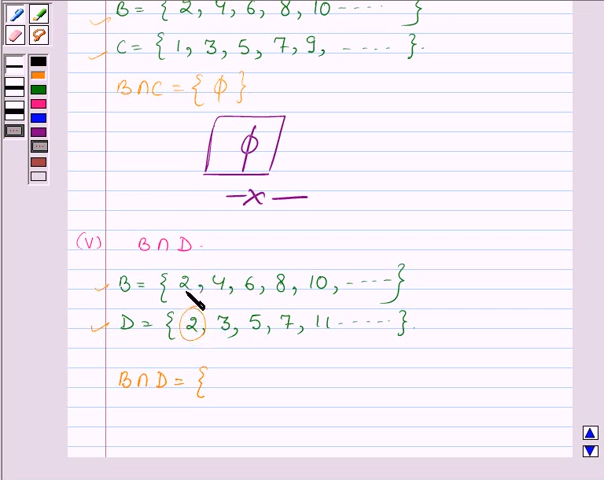 B = { 2, 4, 6, 8, 10 ----- }
C = { 1, 3, 5, 7, 9, ----- }.
B∩C = { ϕ }
ϕ
—x—
(V) B∩D.
B = { 2, 4, 6, 8, 10, ----- }
D = { 2, 3, 5, 7, 11 ----- }.
B∩D = {